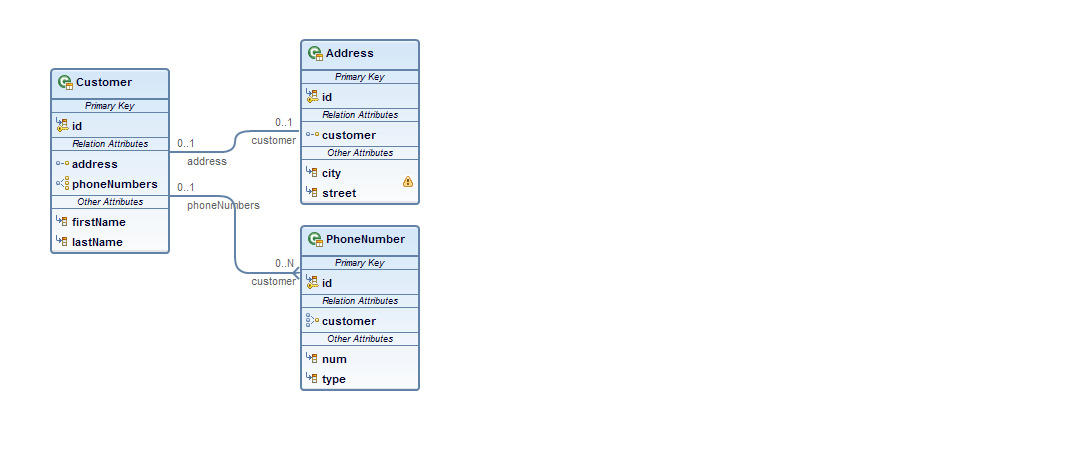 Customer
Primary Key
id
Relation Attributes
address
phoneNumbers
Other Attributes
firstName
lastName
0..1
address
0..1
customer
0..1
phoneNumbers
0..N
customer
Address
Primary Key
id
Relation Attributes
customer
Other Attributes
city
street
PhoneNumber
Primary Key
id
Relation Attributes
customer
Other Attributes
num
type